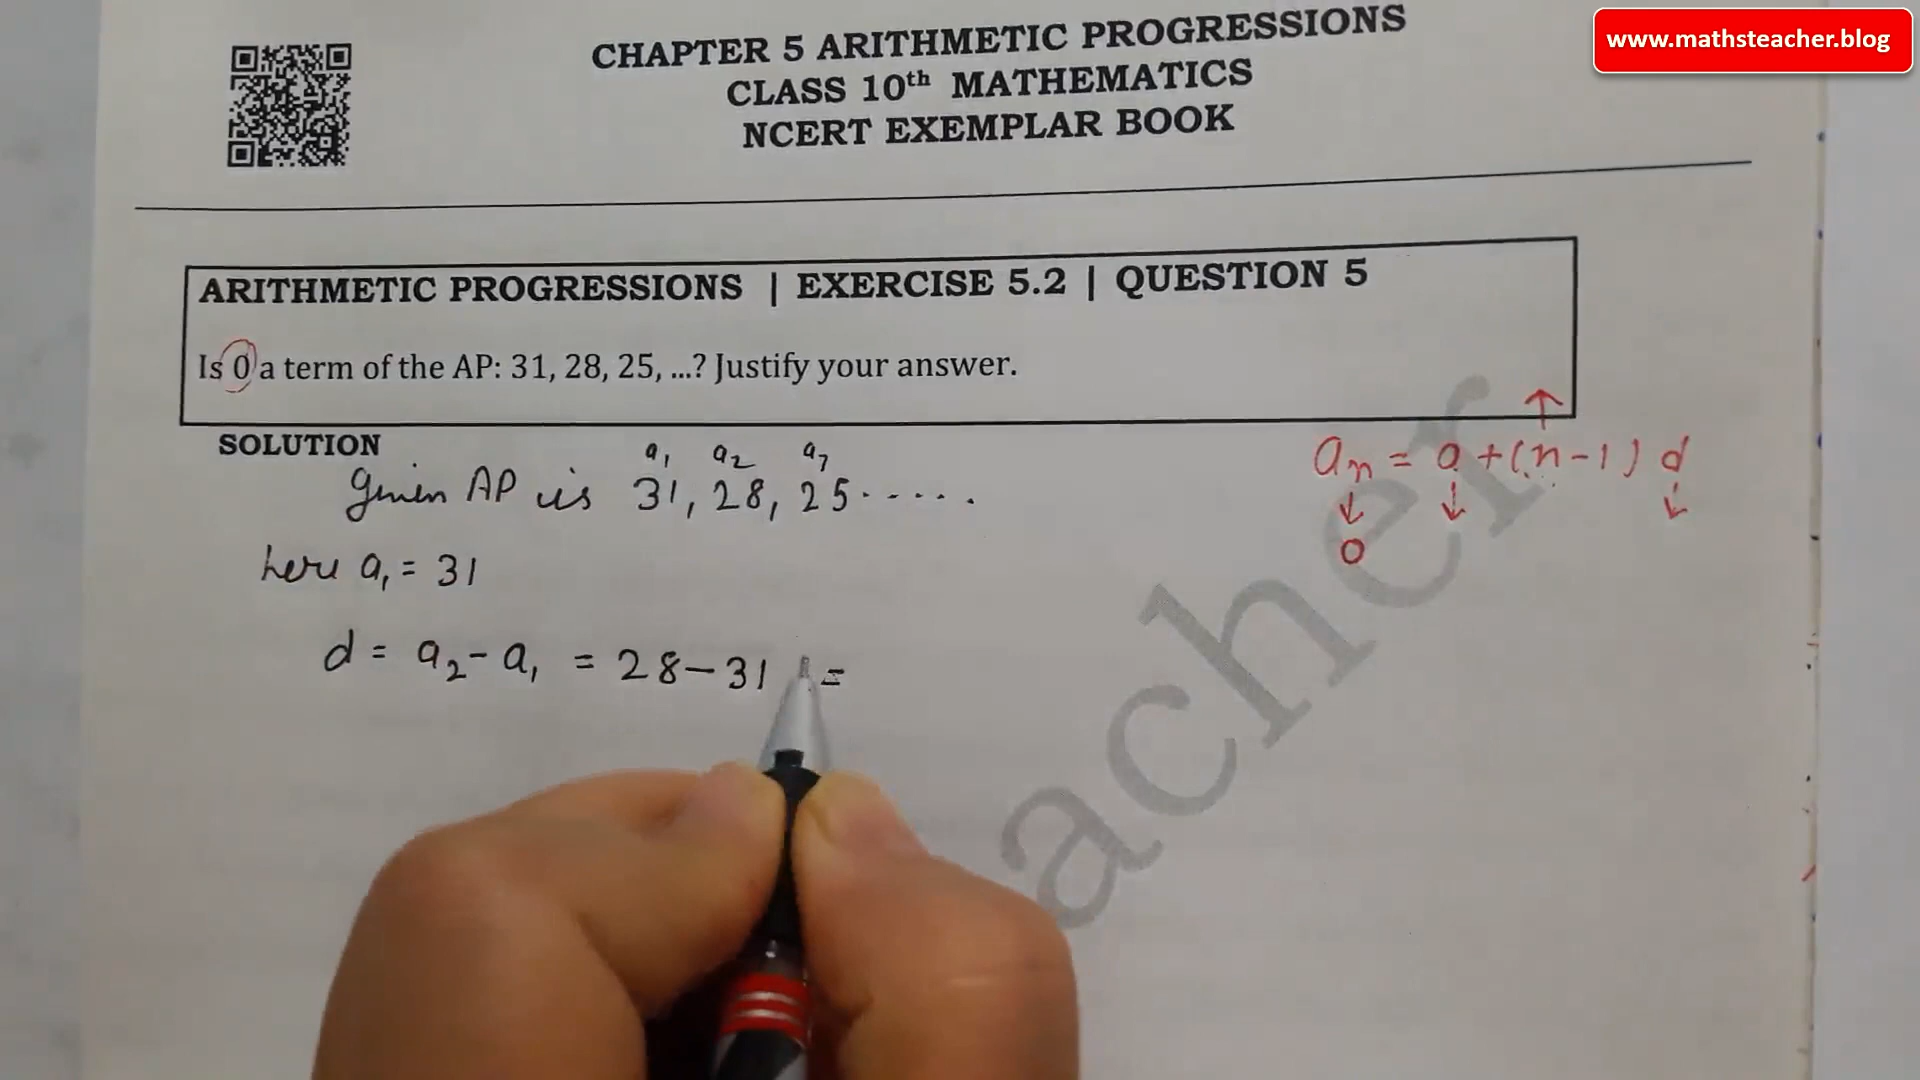 www.mathsteacher.blog
CHAPTER 5 ARITHMETIC PROGRESSIONS
CLASS 10th MATHEMATICS
NCERT EXEMPLAR BOOK
ARITHMETIC PROGRESSIONS | EXERCISE 5.2 | QUESTION 5
Is 0 a term of the AP: 31, 28, 25, ...? Justify your answer.
SOLUTION
a₁ a₂ a₃
Given AP is 31, 28, 25 . . . . .
here a₁ = 31
d = a₂ - a₁ = 28 - 31 =
aₙ = a + (n - 1) d
0
acher